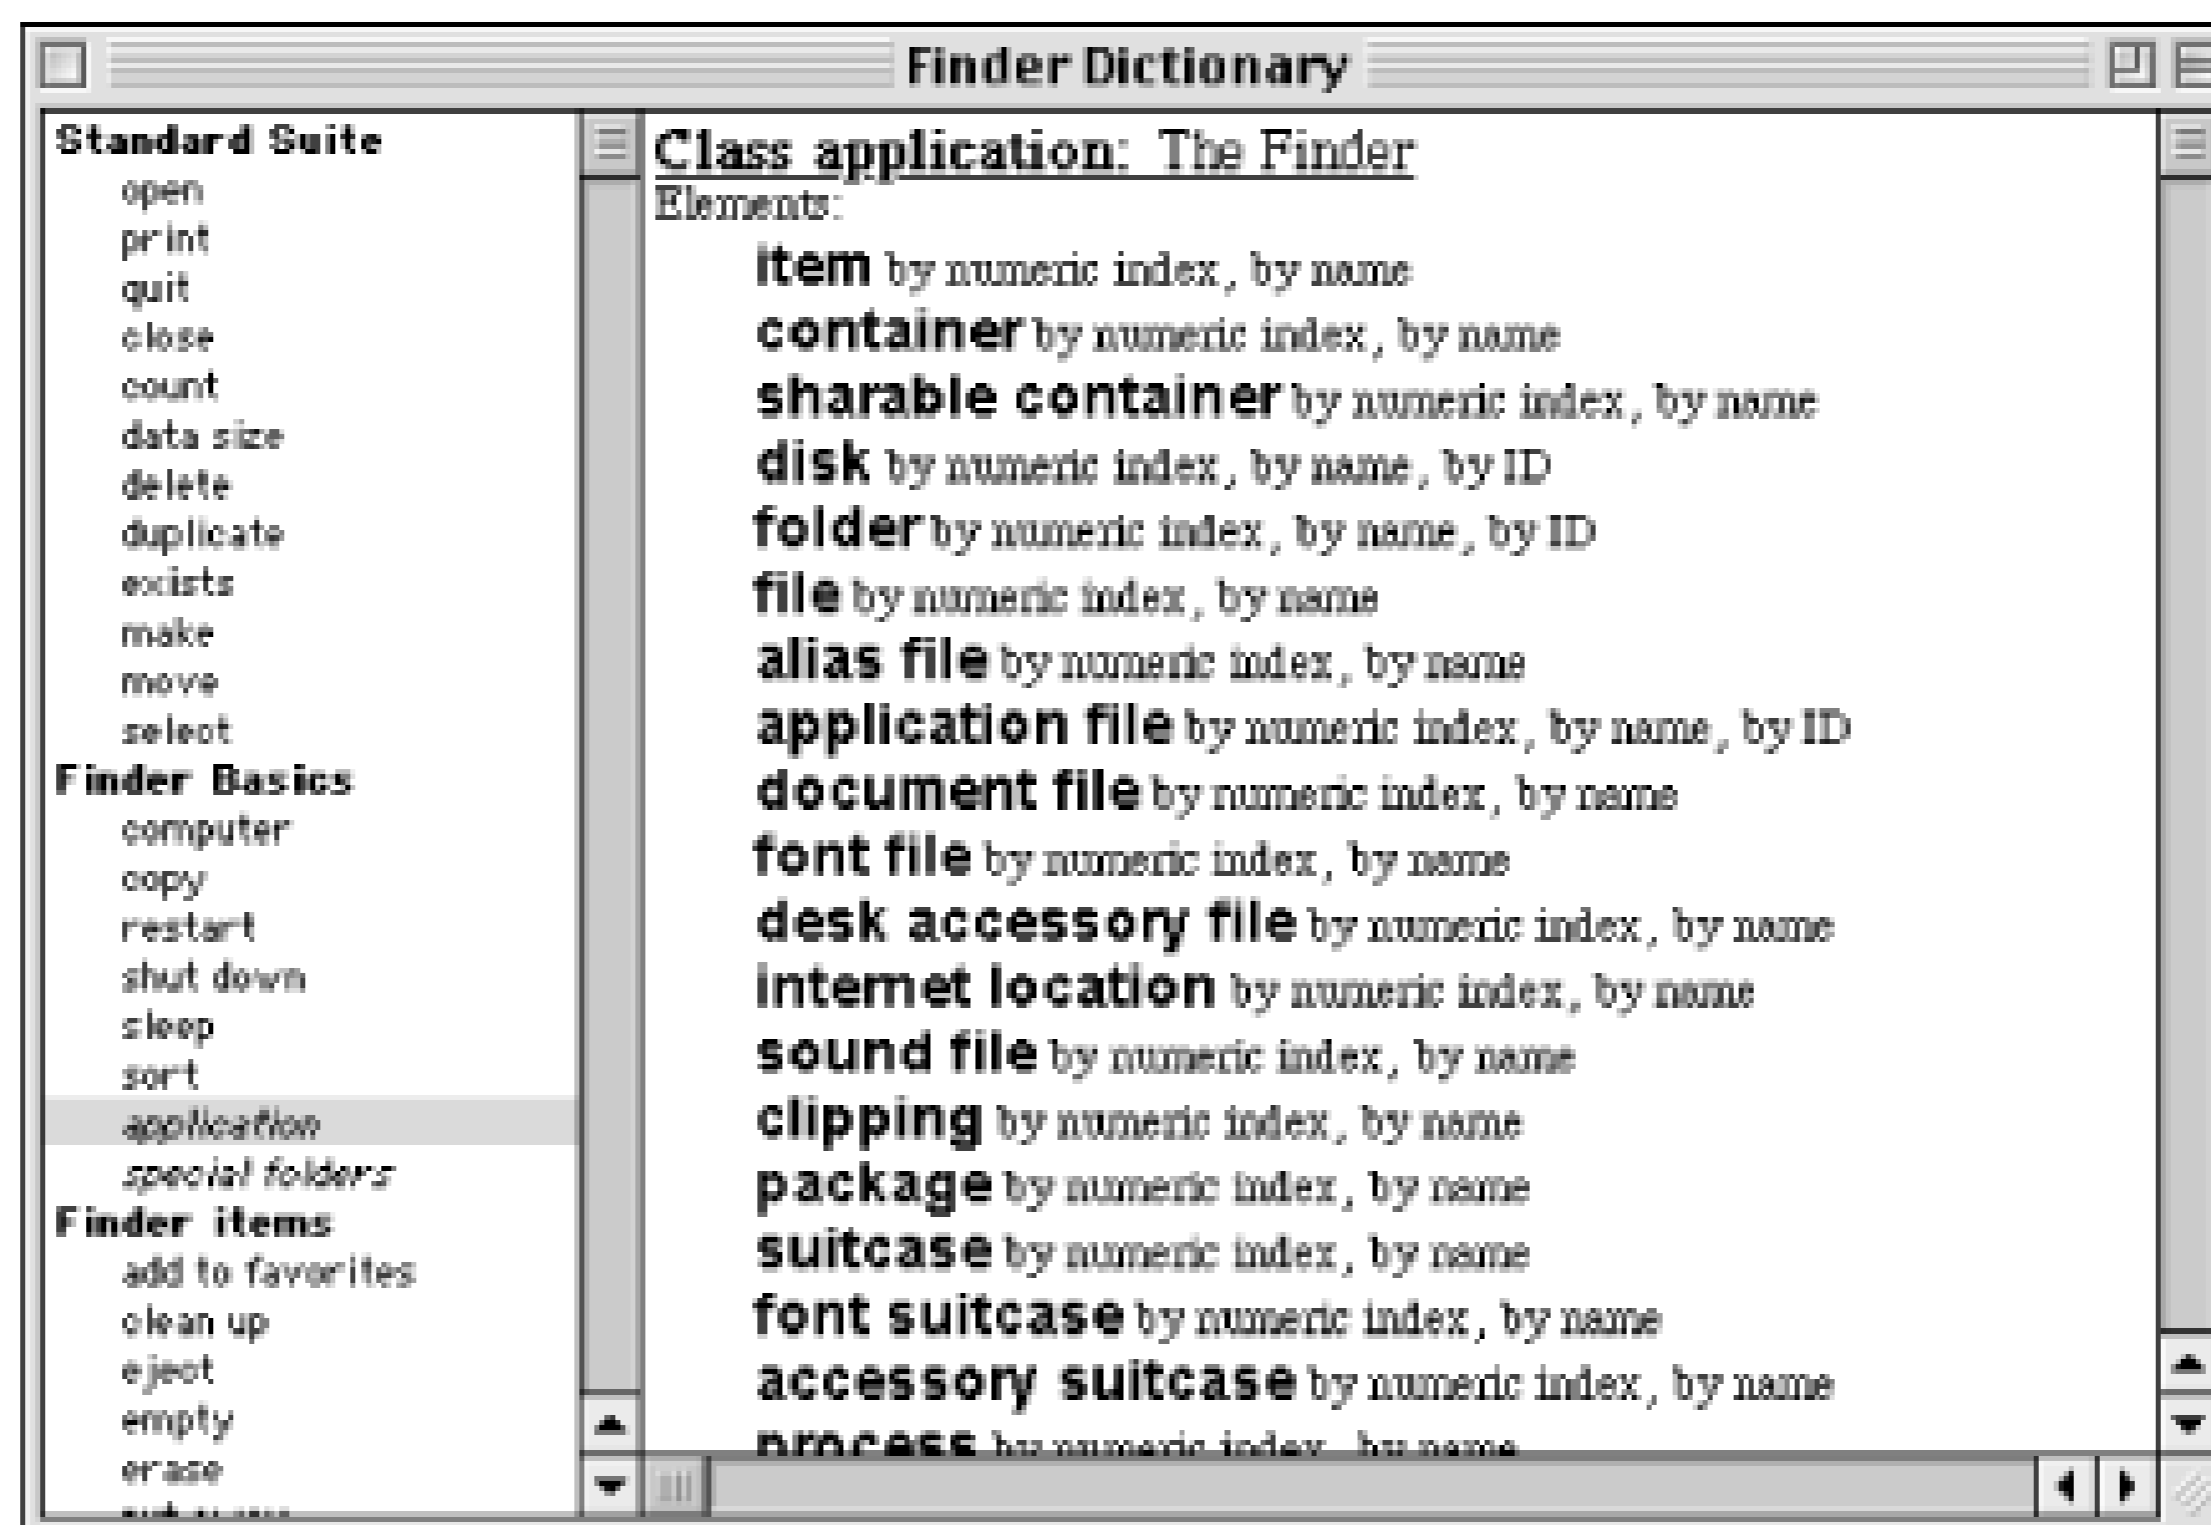 Finder Dictionary
Standard Suite
open
print
quit
close
count
data size
delete
duplicate
exists
make
move
select
Finder Basics
computer
copy
restart
shut down
sleep
sort
application
special folders
Finder items
add to favorites
clean up
eject
empty
erase
Class application: The Finder
Elements:
item by numeric index, by name
container by numeric index, by name
sharable container by numeric index, by name
disk by numeric index, by name, by ID
folder by numeric index, by name, by ID
file by numeric index, by name
alias file by numeric index, by name
application file by numeric index, by name, by ID
document file by numeric index, by name
font file by numeric index, by name
desk accessory file by numeric index, by name
internet location by numeric index, by name
sound file by numeric index, by name
clipping by numeric index, by name
package by numeric index, by name
suitcase by numeric index, by name
font suitcase by numeric index, by name
accessory suitcase by numeric index, by name
process by numeric index, by name